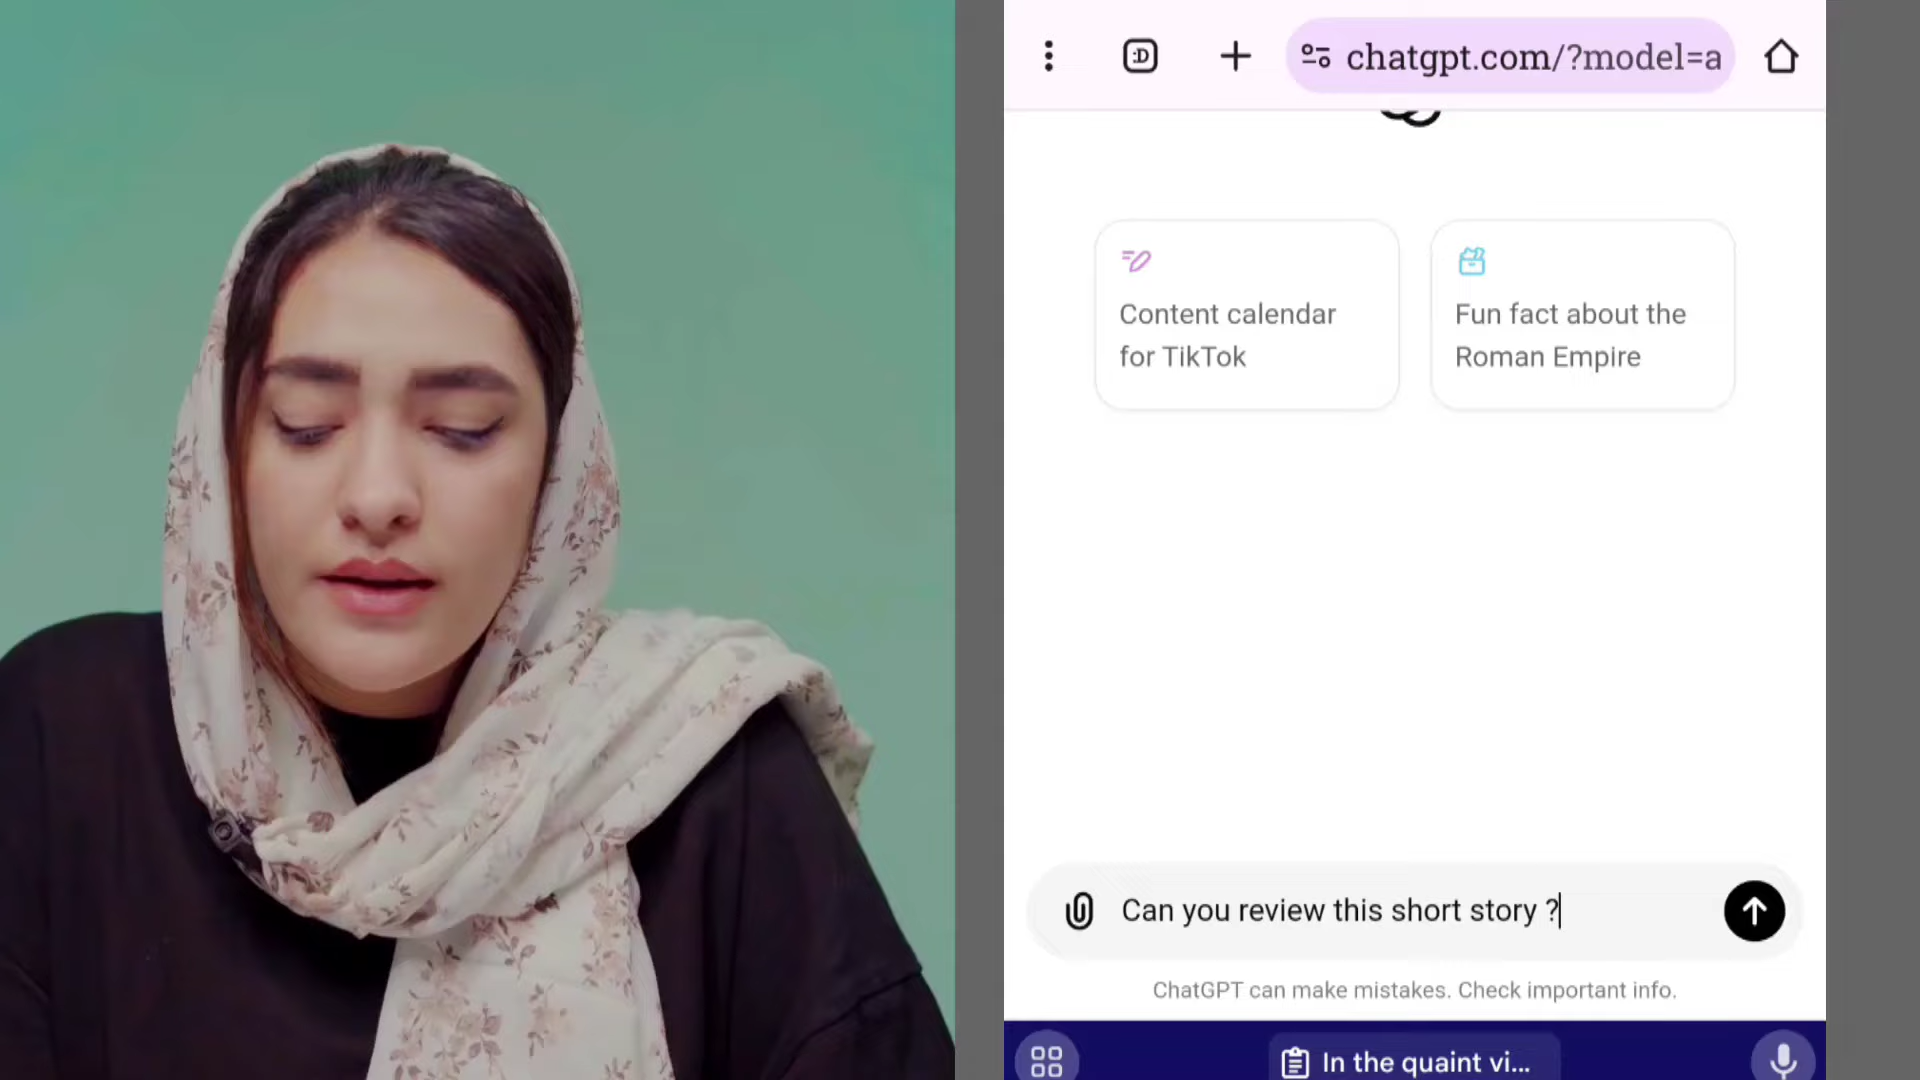 chatgpt.com/?model=a
Content calendar
for TikTok
Fun fact about the
Roman Empire
Can you review this short story ?
ChatGPT can make mistakes. Check important info.
In the quaint vi...